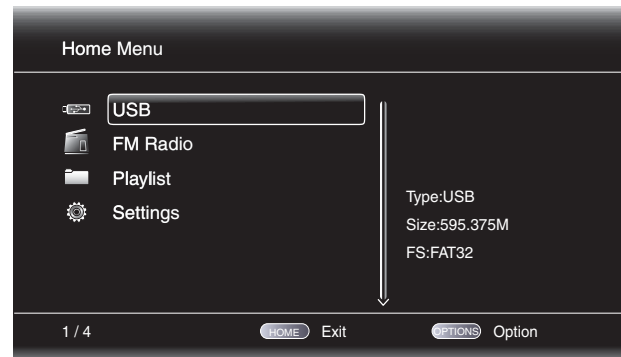 Home Menu
USB
FM Radio
Playlist
Settings
Type:USB
Size:595.375M
FS:FAT32
1 / 4 HOME Exit OPTIONS Option